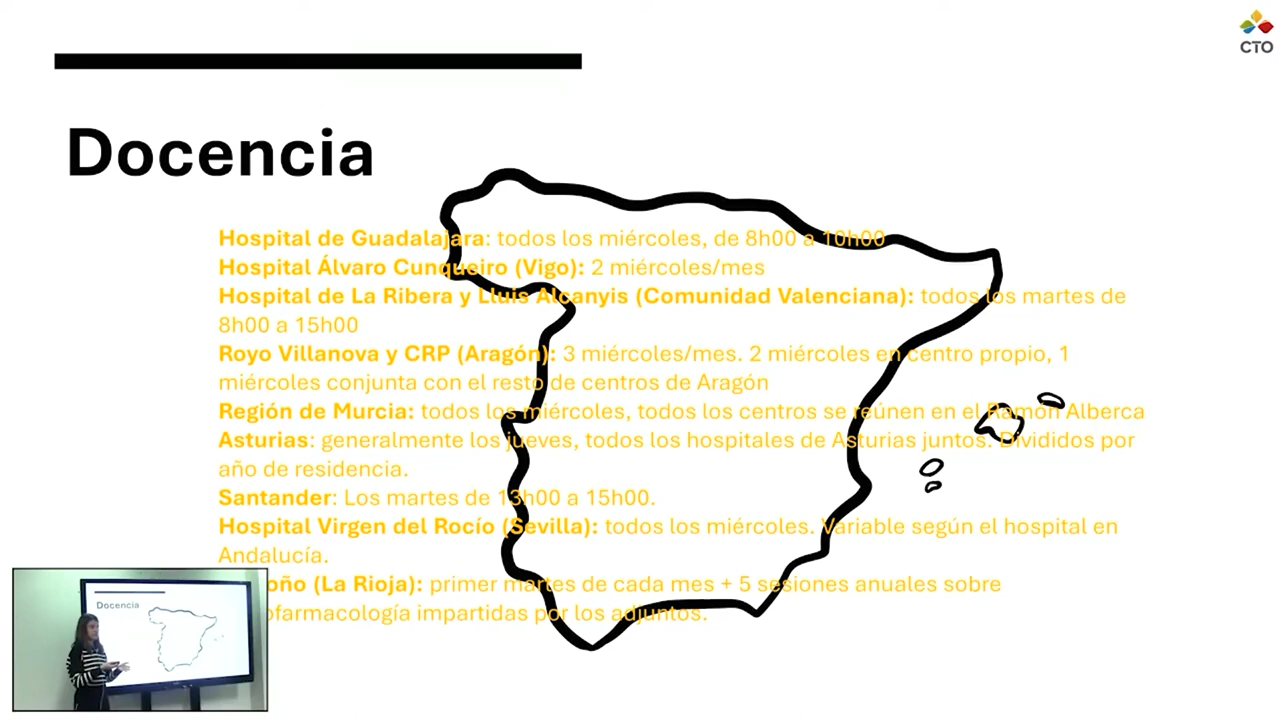 CTO
Docencia
Hospital de Guadalajara: todos los miércoles, de 8h00 a 10h00
Hospital Álvaro Cunqueiro (Vigo): 2 miércoles/mes
Hospital de La Ribera y Lluis Alcanyis (Comunidad Valenciana): todos los martes de
8h00 a 15h00
Royo Villanova y CRP (Aragón): 3 miércoles/mes. 2 miércoles en centro propio, 1
miércoles conjunta con el resto de centros de Aragón
Región de Murcia: todos los miércoles, todos los centros se reúnen en el Ramón Alberca
Asturias: generalmente los jueves, todos los hospitales de Asturias juntos. Divididos por
año de residencia.
Santander: Los martes de 13h00 a 15h00.
Hospital Virgen del Rocío (Sevilla): todos los miércoles. Variable según el hospital en
Andalucía.
(La Rioja): primer martes de cada mes + 5 sesiones anuales sobre
impartidas por los adjuntos.
Docencia